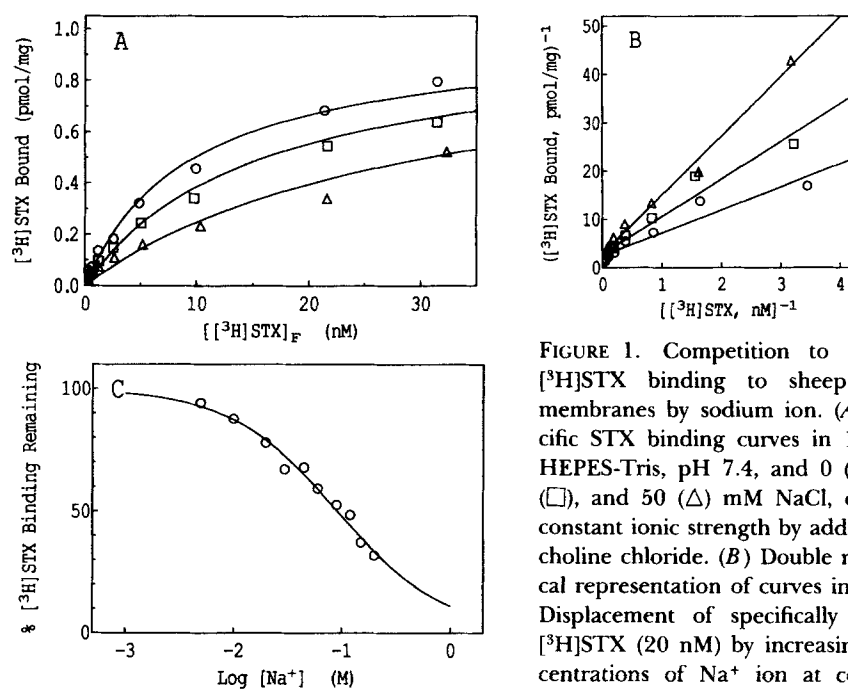 A
1.0
0.8
0.6
0.4
0.2
0.0
[³H]STX Bound (pmol/mg)
0
10
20
30
[[³H]STX]F (nM)
B
50
40
30
20
10
0
([³H]STX Bound, pmol/mg)⁻¹
0
1
2
3
4
[[³H]STX, nM]⁻¹
C
100
50
0
% [³H]STX Binding Remaining
−3
−2
−1
0
Log [Na⁺] (M)
FIGURE 1. Competition to
[³H]STX binding to sheep
membranes by sodium ion. (
cific STX binding curves in
HEPES-Tris, pH 7.4, and 0 (
(□), and 50 (△) mM NaCl,
constant ionic strength by add
choline chloride. (B) Double
cal representation of curves in
Displacement of specifically
[³H]STX (20 nM) by increasin
centrations of Na⁺ ion at